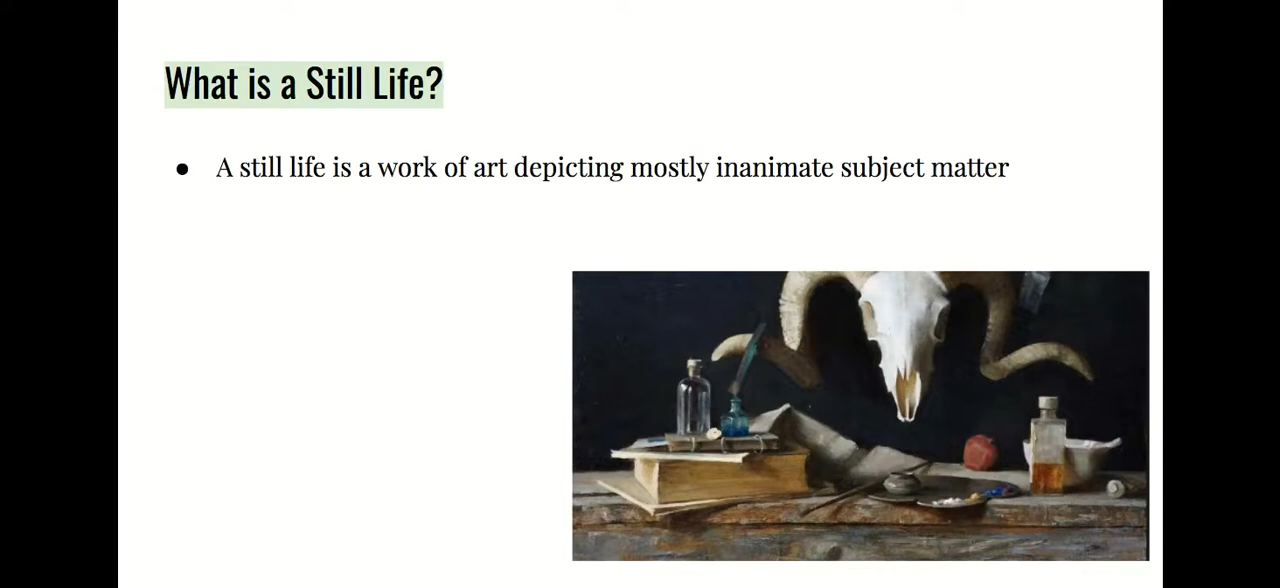 What is a Still Life?
● A still life is a work of art depicting mostly inanimate subject matter